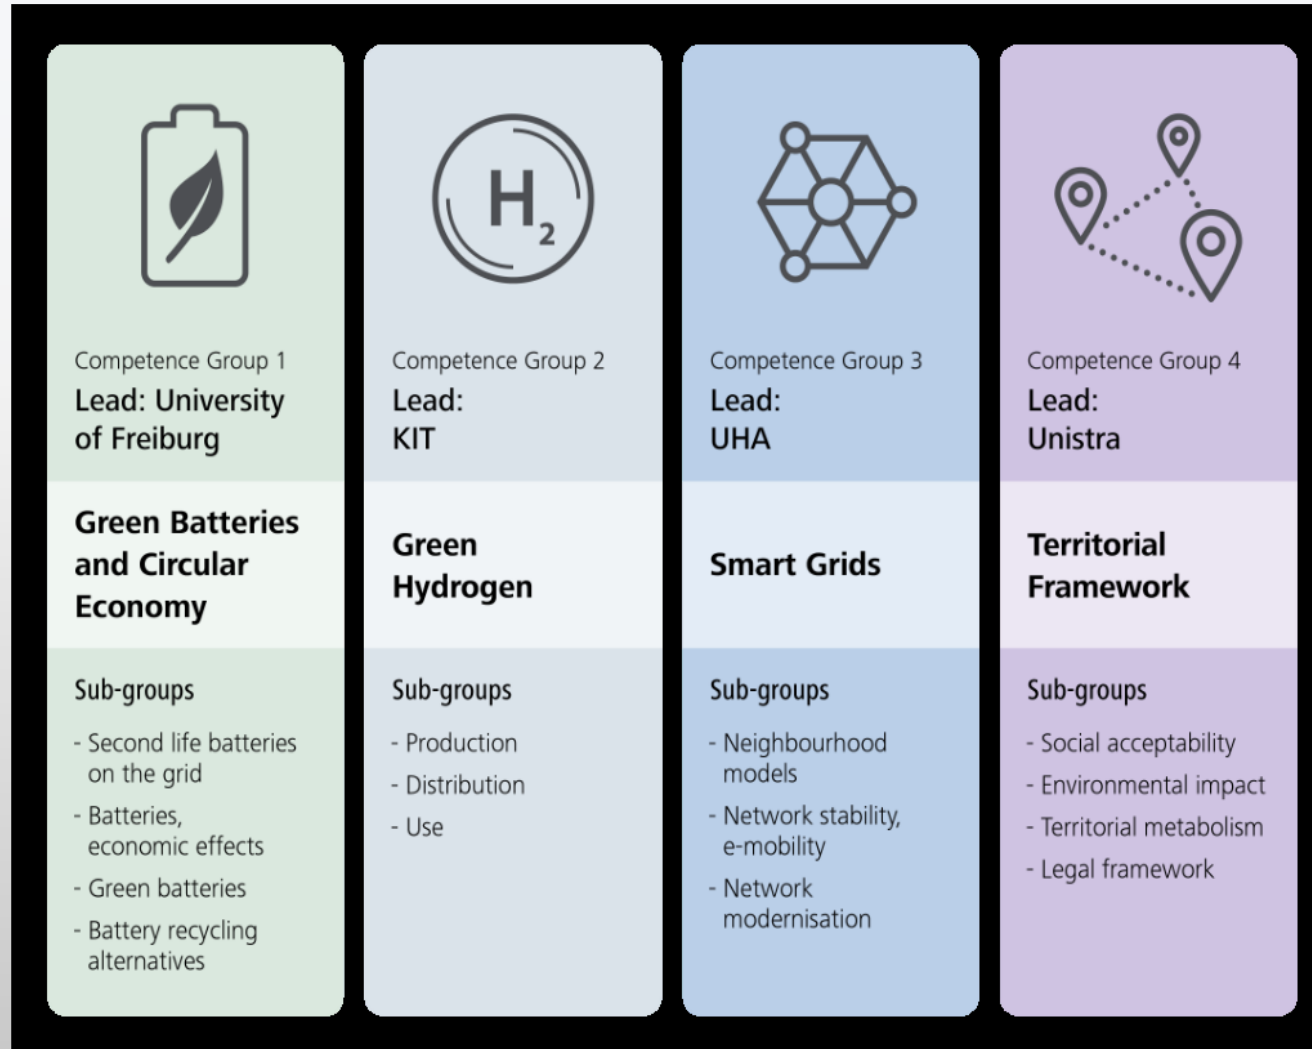 Competence Group 1
Lead: University
of Freiburg
Green Batteries
and Circular
Economy
Sub-groups
- Second life batteries
on the grid
- Batteries,
economic effects
- Green batteries
- Battery recycling
alternatives
H2
Competence Group 2
Lead:
KIT
Green
Hydrogen
Sub-groups
- Production
- Distribution
- Use
Competence Group 3
Lead:
UHA
Smart Grids
Sub-groups
- Neighbourhood
models
- Network stability,
e-mobility
- Network
modernisation
Competence Group 4
Lead:
Unistra
Territorial
Framework
Sub-groups
- Social acceptability
- Environmental impact
- Territorial metabolism
- Legal framework